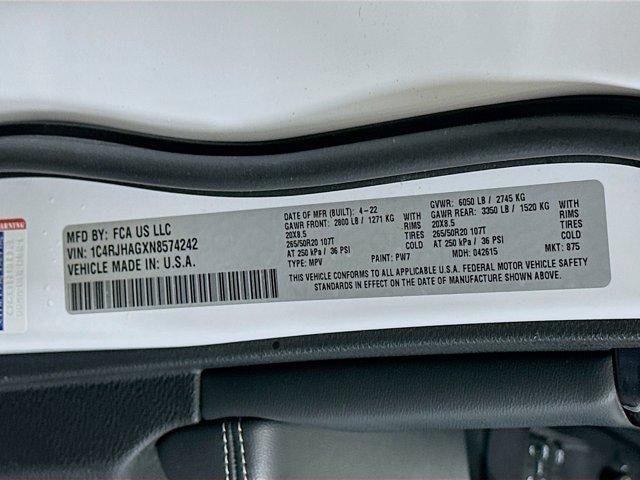 MFD BY: FCA US LLC
VIN: 1C4RJHAGXN8574242
VEHICLE MADE IN: U.S.A.
DATE OF MFR (BUILT): 4-22
GAWR FRONT: 2800 LB / 1271 KG WITH
20X8.5 RIMS
265/50R20 107T TIRES
AT 250 kPa / 36 PSI COLD
TYPE: MPV PAINT: PW7
GVWR: 6050 LB / 2745 KG
GAWR REAR: 3350 LB / 1520 KG WITH
20X8.5 RIMS
265/50R20 107T TIRES
AT 250 kPa / 36 PSI COLD
MDH: 042615 MKT: 875
THIS VEHICLE CONFORMS TO ALL APPLICABLE U.S.A. FEDERAL MOTOR VEHICLE SAFETY
STANDARDS IN EFFECT ON THE DATE OF MANUFACTURE SHOWN ABOVE.
WARNING